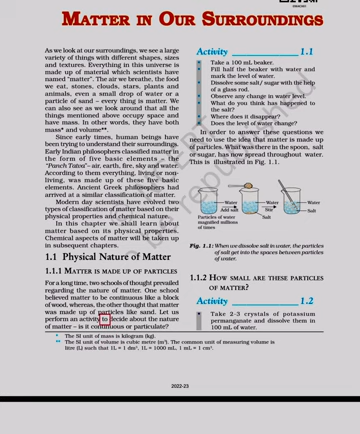 MATTER IN OUR SURROUNDINGS
As we look at our surroundings, we see a large
variety of things with different shapes, sizes
and textures. Everything in this universe is
made up of material which scientists have
named "matter". The air we breathe, the food
we eat, stones, clouds, stars, plants and
animals, even a small drop of water or a
particle of sand – every thing is matter. We
can also see as we look around that all the
things mentioned above occupy space and
have mass. In other words, they have both
mass* and volume**.
Since early times, human beings have
been trying to understand their surroundings.
Early Indian philosophers classified matter in
the form of five basic elements – the
"Panch Tatva"– air, earth, fire, sky and water.
According to them everything, living or non-
living, was made up of these five basic
elements. Ancient Greek philosophers had
arrived at a similar classification of matter.
Modern day scientists have evolved two
types of classification of matter based on their
physical properties and chemical nature.
In this chapter we shall learn about
matter based on its physical properties.
Chemical aspects of matter will be taken up
in subsequent chapters.
1.1 Physical Nature of Matter
1.1.1 MATTER IS MADE UP OF PARTICLES
For a long time, two schools of thought prevailed
regarding the nature of matter. One school
believed matter to be continuous like a block
of wood, whereas, the other thought that matter
was made up of particles like sand. Let us
perform an activity to decide about the nature
of matter – is it continuous or particulate?
Activity 1.1
• Take a 100 mL beaker.
• Fill half the beaker with water and
mark the level of water.
• Dissolve some salt/ sugar with the help
of a glass rod.
• Observe any change in water level.
• What do you think has happened to
the salt?
• Where does it disappear?
• Does the level of water change?
In order to answer these questions we
need to use the idea that matter is made up
of particles. What was there in the spoon, salt
or sugar, has now spread throughout water.
This is illustrated in Fig. 1.1.
Water
Add salt
Water
Salt
Water
Salt
Particles of water
magnified millions
of times
Fig. 1.1: When we dissolve salt in water, the particles
of salt get into the spaces between particles
of water.
1.1.2 HOW SMALL ARE THESE PARTICLES
OF MATTER?
Activity 1.2
• Take 2–3 crystals of potassium
permanganate and dissolve them in
100 mL of water.
* The SI unit of mass is kilogram (kg).
** The SI unit of volume is cubic metre (m³). The common unit of measuring volume is
litre (L) such that 1L = 1 dm³, 1L = 1000 mL, 1 mL = 1 cm³.
2022-23